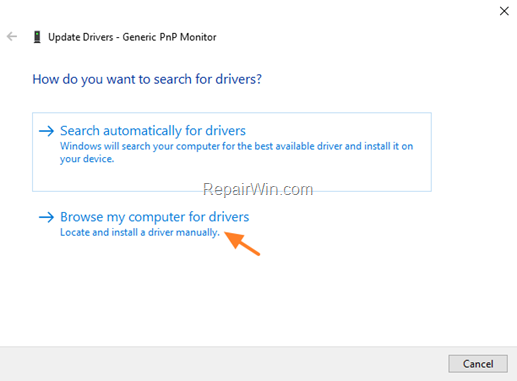 Update Drivers - Generic PnP Monitor
How do you want to search for drivers?
Search automatically for drivers
Windows will search your computer for the best available driver and install it on
your device.
RepairWin.com
Browse my computer for drivers
Locate and install a driver manually.
Cancel